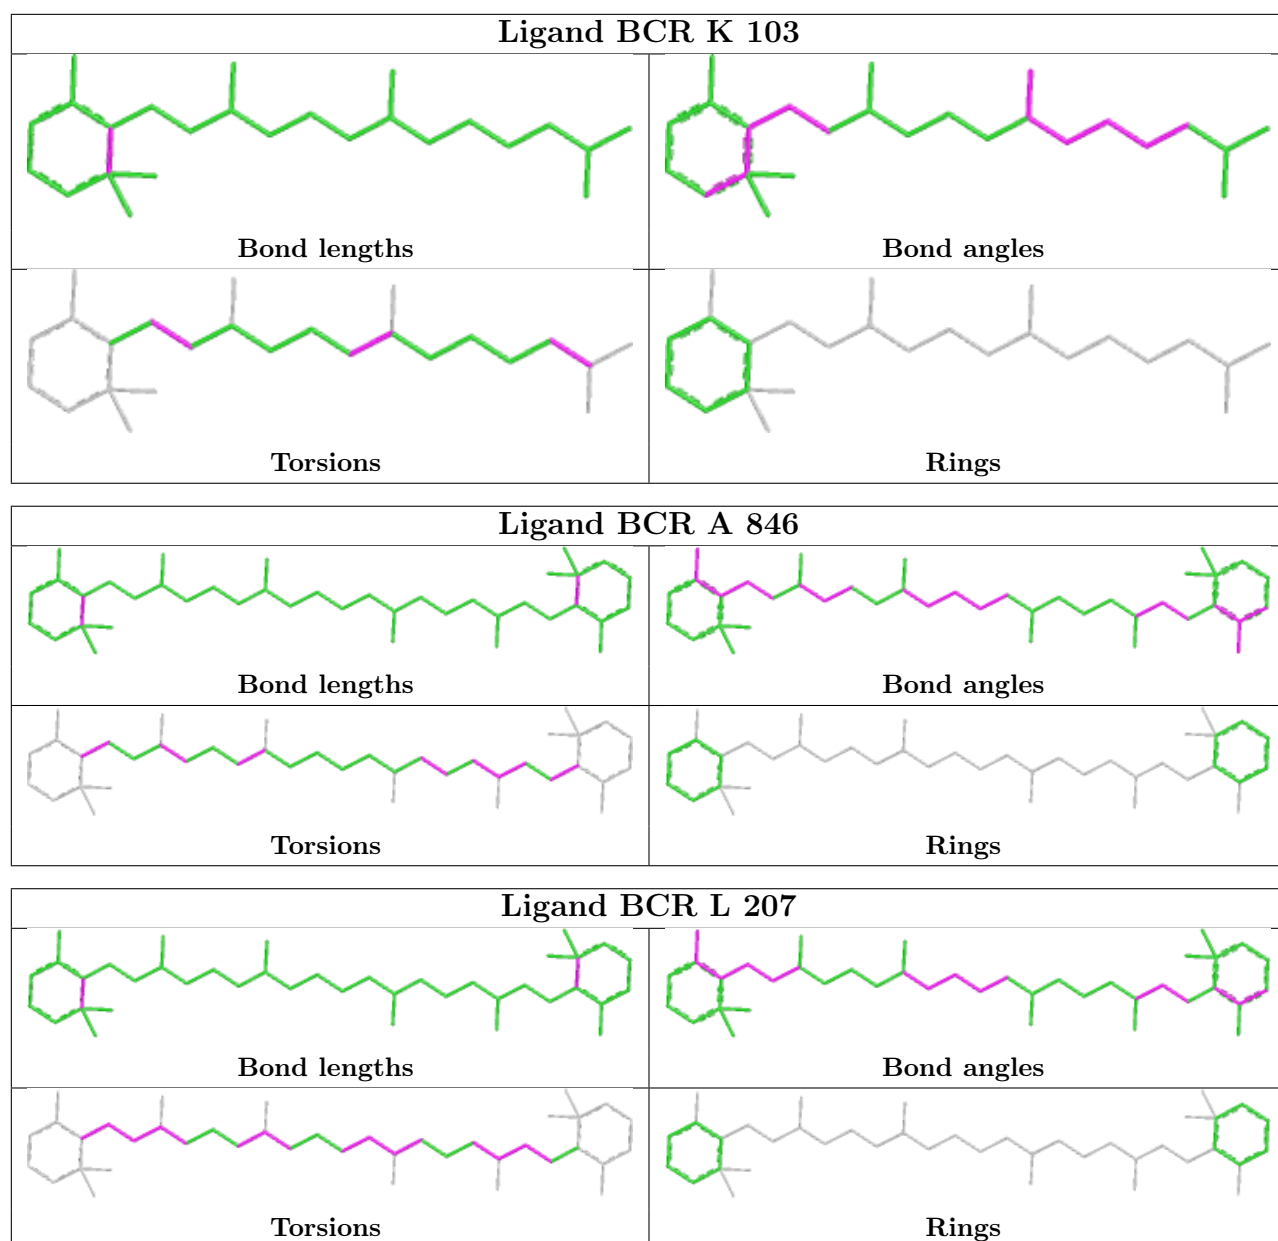 Ligand BCR K 103
Bond lengths
Bond angles
Torsions
Rings
Ligand BCR A 846
Bond lengths
Bond angles
Torsions
Rings
Ligand BCR L 207
Bond lengths
Bond angles
Torsions
Rings